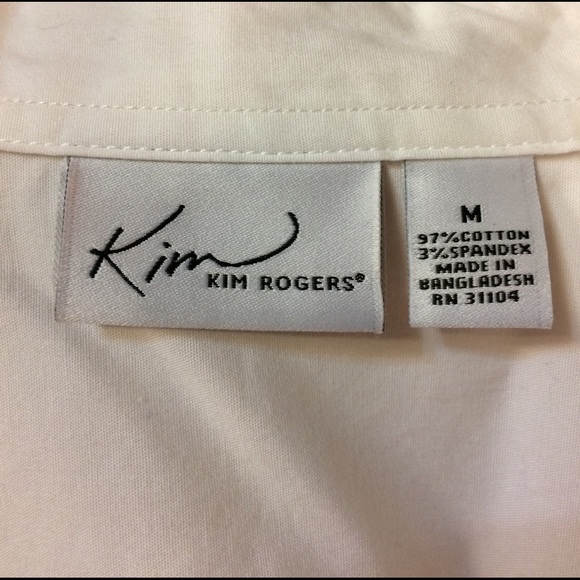 Kim
KIM ROGERS®
M
97%COTTON
3%SPANDEX
MADE IN
BANGLADESH
RN 31104